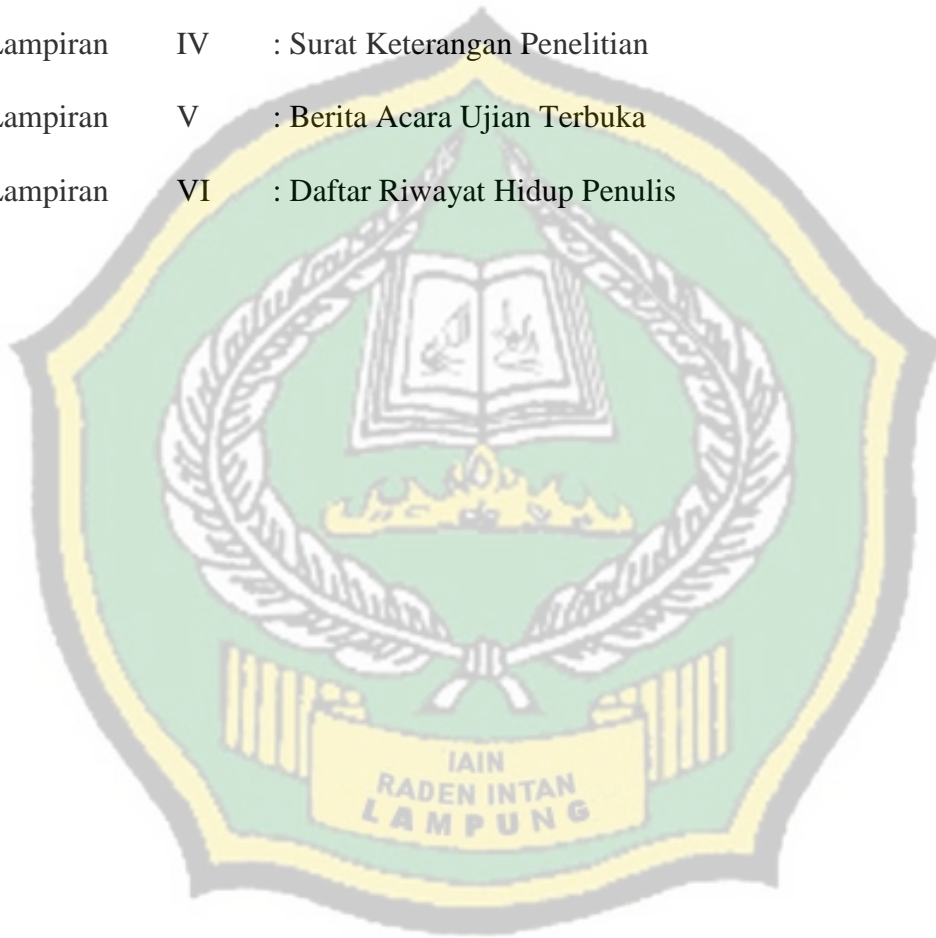 Lampiran IV : Surat Keterangan Penelitian
Lampiran V : Berita Acara Ujian Terbuka
Lampiran VI : Daftar Riwayat Hidup Penulis
IAIN
RADEN INTAN
LAMPUNG